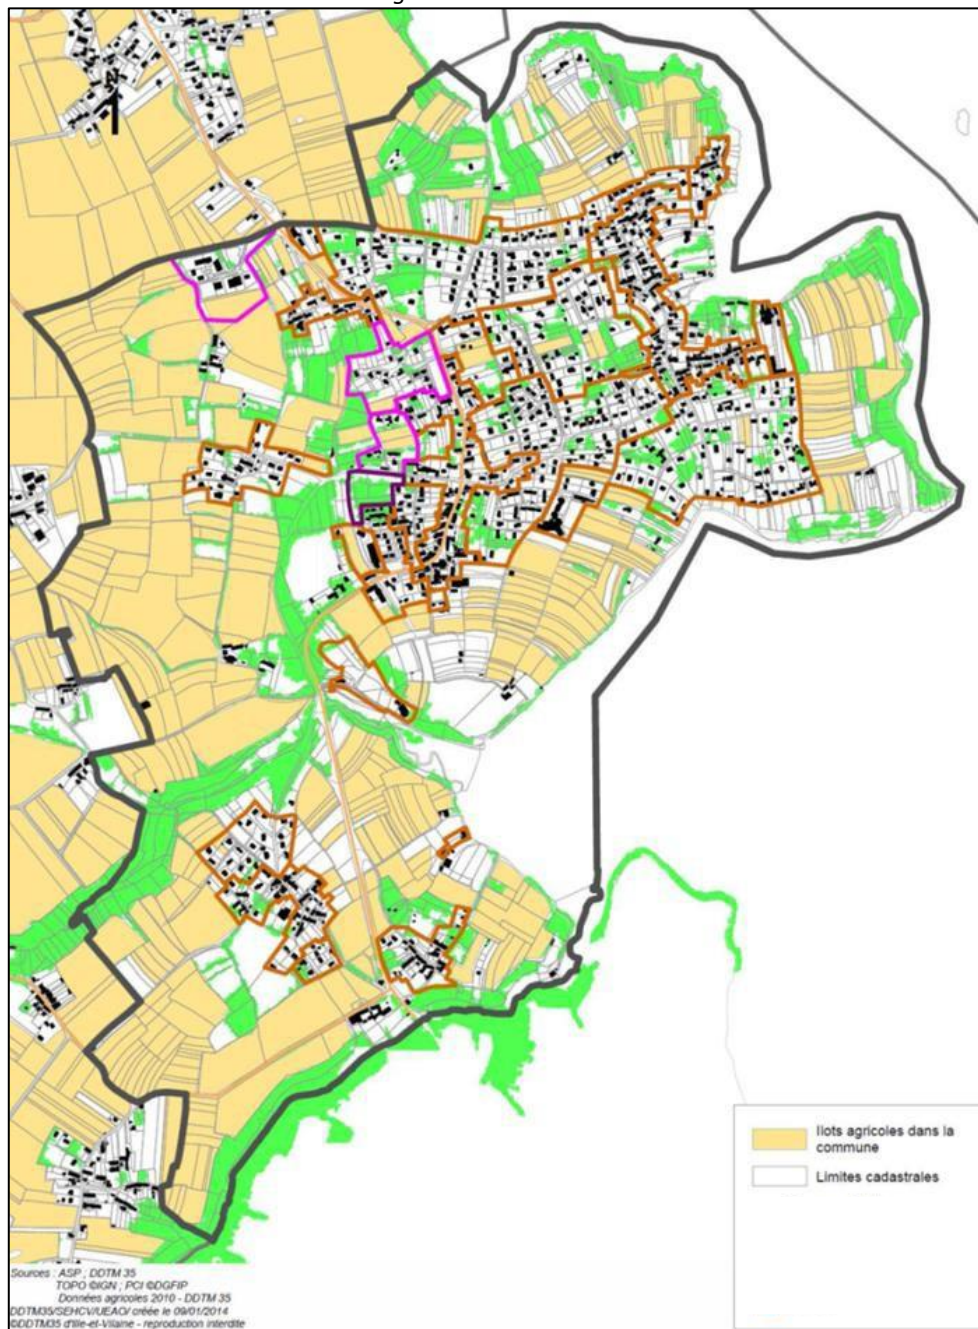 N
Ilots agricoles dans la
commune
Limites cadastrales
Sources : ASP ; DDTM 35
TOPO ©IGN ; PCI ©DGFIP
Données agricoles 2010 - DDTM 35
DDTM35/SEHCV/UEAO/ créée le 09/01/2014
©DDTM35 d'Ille-et-Vilaine - reproduction interdite